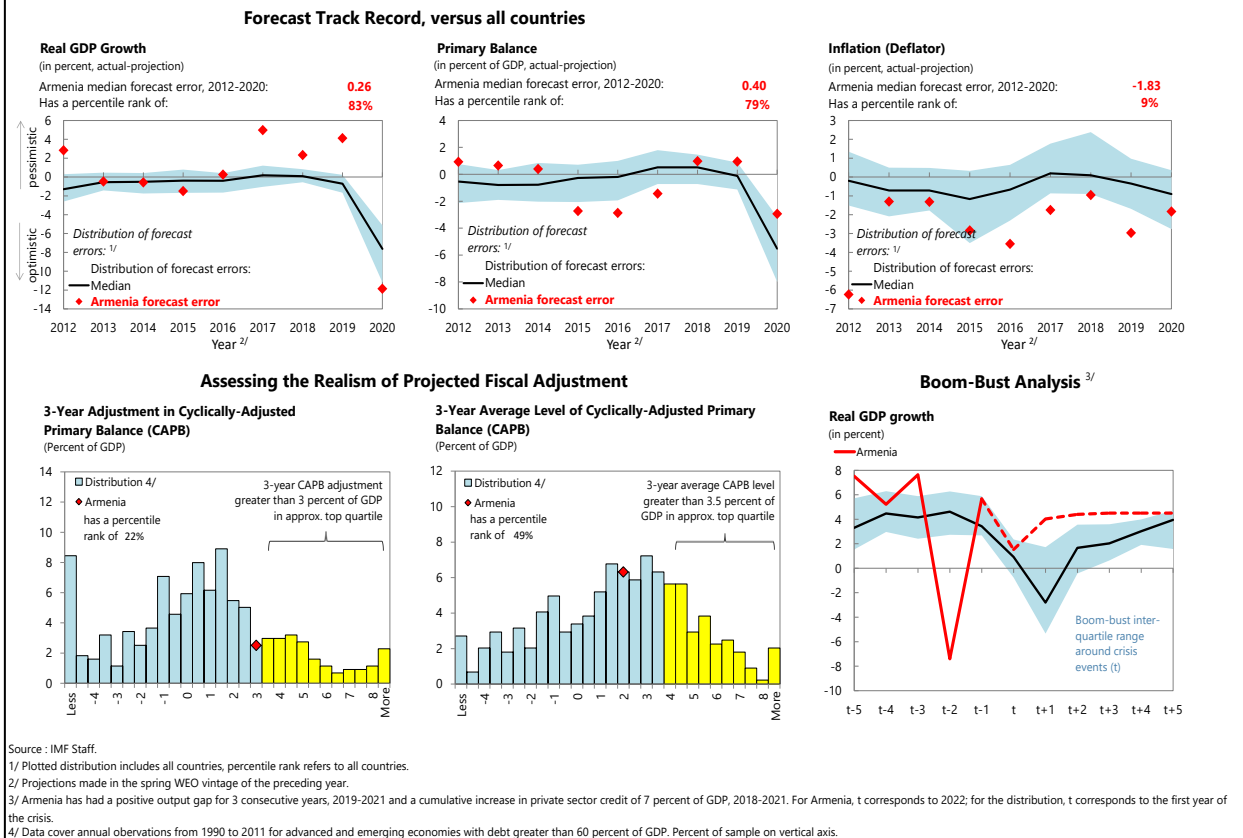 Forecast Track Record, versus all countries
Real GDP Growth
(in percent, actual-projection)
Armenia median forecast error, 2012-2020: 0.26
Has a percentile rank of: 83%
pessimistic
optimistic
6
4
2
0
-2
-4
-6
-8
-10
-12
-14
Distribution of forecast
errors: 1/
Distribution of forecast errors:
Median
Armenia forecast error
2012 2013 2014 2015 2016 2017 2018 2019 2020
Year 2/
Primary Balance
(in percent of GDP, actual-projection)
Armenia median forecast error, 2012-2020: 0.40
Has a percentile rank of: 79%
4
2
0
-2
-4
-6
-8
-10
Distribution of forecast
errors: 1/
Distribution of forecast errors:
Median
Armenia forecast error
2012 2013 2014 2015 2016 2017 2018 2019 2020
Inflation (Deflator)
(in percent, actual-projection)
Armenia median forecast error, 2012-2020: -1.83
Has a percentile rank of: 9%
3
2
1
0
-1
-2
-3
-4
-5
-6
-7
Distribution of forecast
errors: 1/
Distribution of forecast errors:
Median
Armenia forecast error
2012 2013 2014 2015 2016 2017 2018 2019 2020
Year 2/
Assessing the Realism of Projected Fiscal Adjustment
3-Year Adjustment in Cyclically-Adjusted
Primary Balance (CAPB)
(Percent of GDP)
14
12
10
8
6
4
2
0
Distribution 4/
Armenia
has a percentile
rank of 22%
3-year CAPB adjustment
greater than 3 percent of GDP
in approx. top quartile
Less -4 -3 -2 -1 0 1 2 3 4 5 6 7 8 More
3-Year Average Level of Cyclically-Adjusted Primary
Balance (CAPB)
(Percent of GDP)
12
10
8
6
4
2
0
Distribution 4/
Armenia
has a percentile
rank of 49%
3-year average CAPB level
greater than 3.5 percent of
GDP in approx. top quartile
Less -4 -3 -2 -1 0 1 2 3 4 5 6 7 8 More
Boom-Bust Analysis 3/
Real GDP growth
(in percent)
Armenia
8
6
4
2
0
-2
-4
-6
-8
-10
Boom-bust inter-
quartile range
around crisis
events (t)
t-5 t-4 t-3 t-2 t-1 t t+1 t+2 t+3 t+4 t+5
Source : IMF Staff.
1/ Plotted distribution includes all countries, percentile rank refers to all countries.
2/ Projections made in the spring WEO vintage of the preceding year.
3/ Armenia has had a positive output gap for 3 consecutive years, 2019-2021 and a cumulative increase in private sector credit of 7 percent of GDP, 2018-2021. For Armenia, t corresponds to 2022; for the distribution, t corresponds to the first year of
the crisis.
4/ Data cover annual obervations from 1990 to 2011 for advanced and emerging economies with debt greater than 60 percent of GDP. Percent of sample on vertical axis.